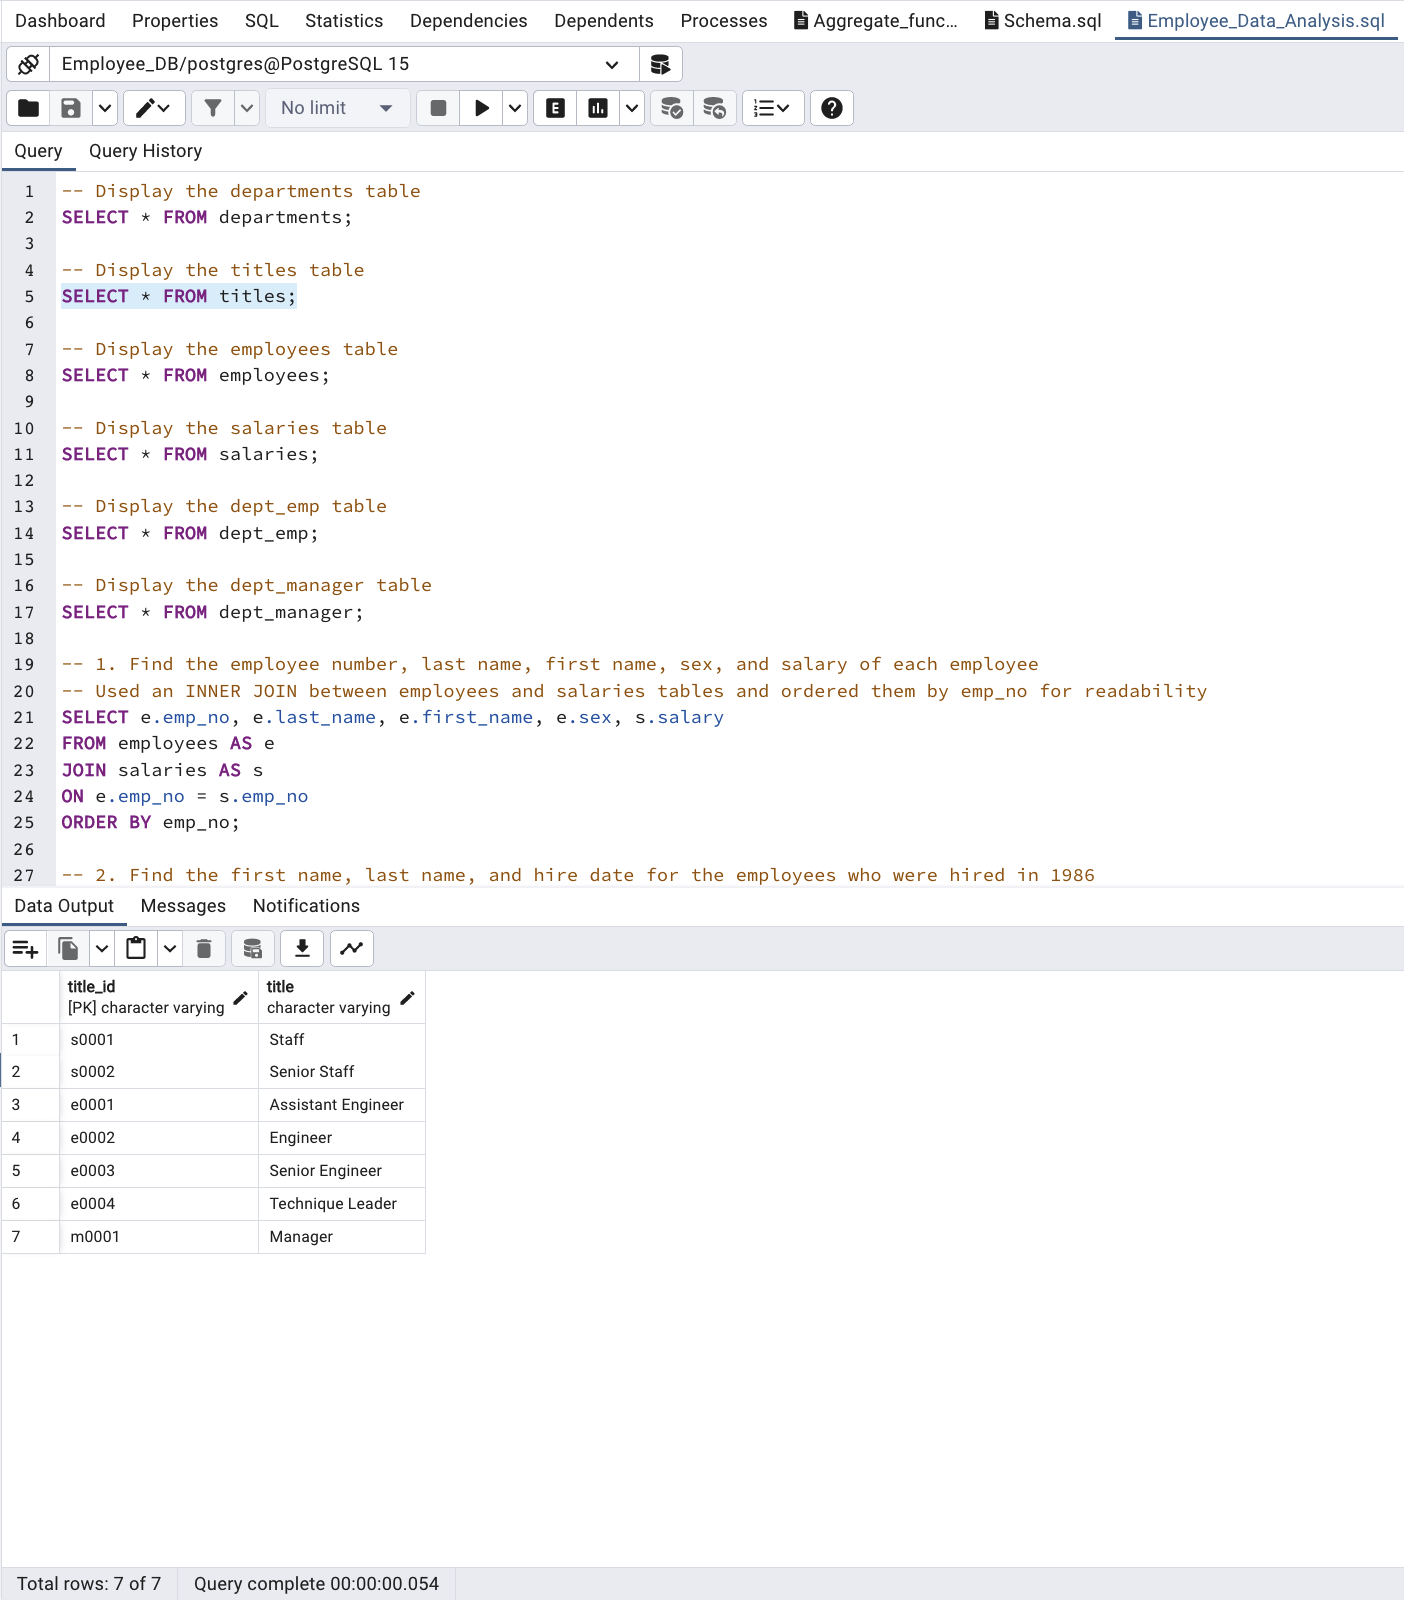 Dashboard Properties SQL Statistics Dependencies Dependents Processes Aggregate_func... Schema.sql Employee_Data_Analysis.sql
Employee_DB/postgres@PostgreSQL 15
No limit E ?
Query Query History
1 -- Display the departments table
2 SELECT * FROM departments;
3
4 -- Display the titles table
5 SELECT * FROM titles;
6
7 -- Display the employees table
8 SELECT * FROM employees;
9
10 -- Display the salaries table
11 SELECT * FROM salaries;
12
13 -- Display the dept_emp table
14 SELECT * FROM dept_emp;
15
16 -- Display the dept_manager table
17 SELECT * FROM dept_manager;
18
19 -- 1. Find the employee number, last name, first name, sex, and salary of each employee
20 -- Used an INNER JOIN between employees and salaries tables and ordered them by emp_no for readability
21 SELECT e.emp_no, e.last_name, e.first_name, e.sex, s.salary
22 FROM employees AS e
23 JOIN salaries AS s
24 ON e.emp_no = s.emp_no
25 ORDER BY emp_no;
26
27 -- 2. Find the first name, last name, and hire date for the employees who were hired in 1986
Data Output Messages Notifications
title_id title
[PK] character varying character varying
1 s0001 Staff
2 s0002 Senior Staff
3 e0001 Assistant Engineer
4 e0002 Engineer
5 e0003 Senior Engineer
6 e0004 Technique Leader
7 m0001 Manager
Total rows: 7 of 7 Query complete 00:00:00.054